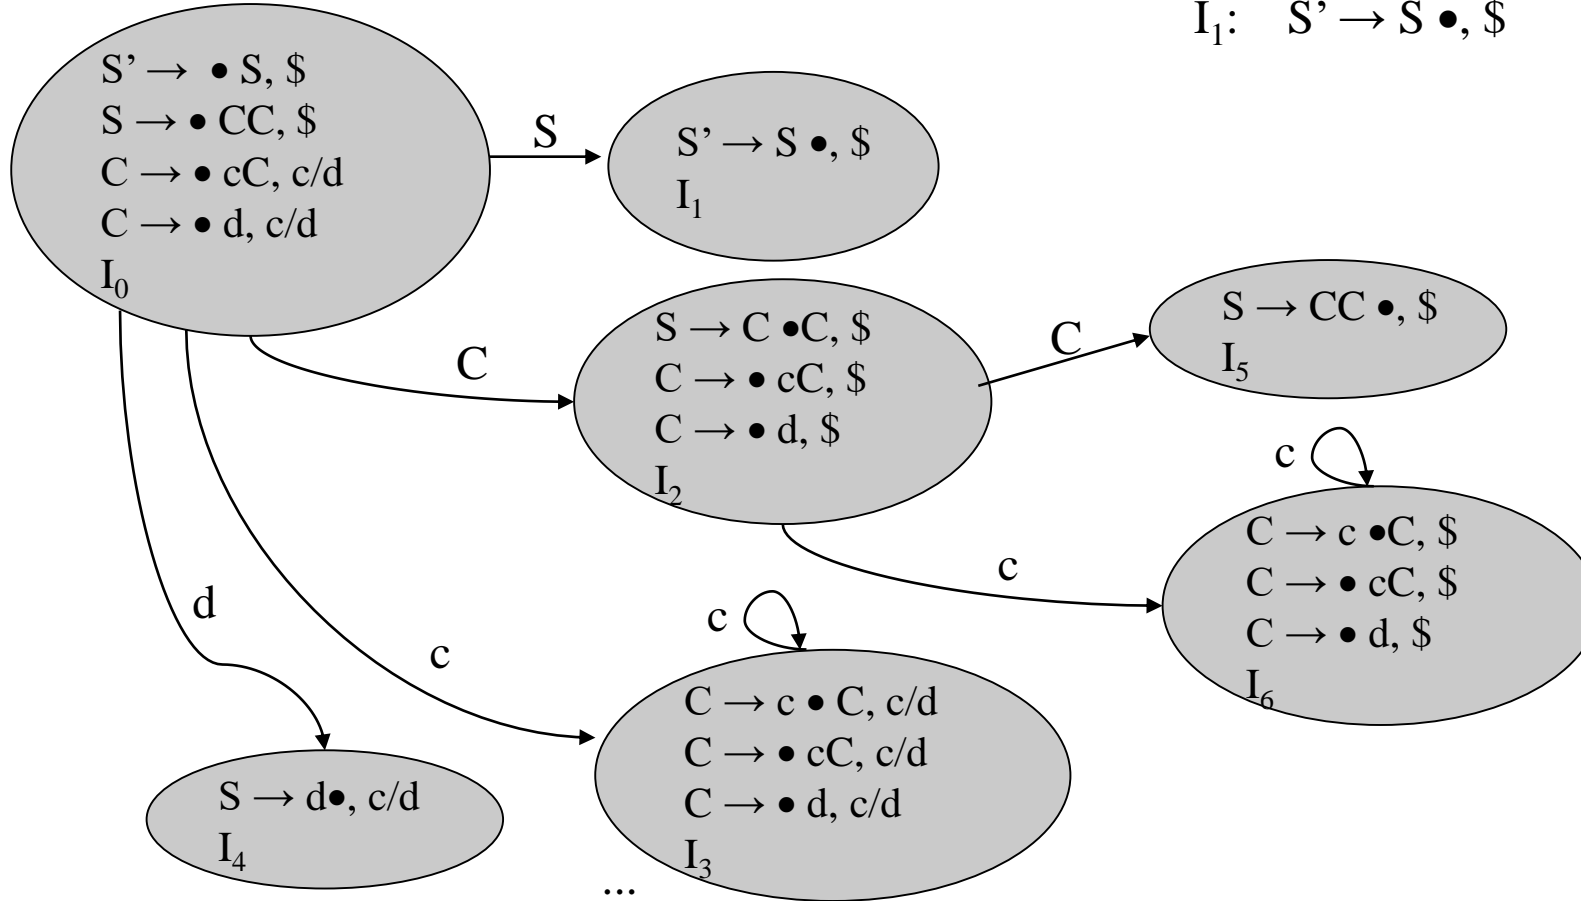 I₁: S’ → S ●, $
S’ → ● S, $
S → ● CC, $
C → ● cC, c/d
C → ● d, c/d
I₀
S
S’ → S ●, $
I₁
C
S → C ●C, $
C → ● cC, $
C → ● d, $
I₂
C
S → CC ●, $
I₅
c
c
C → c ●C, $
C → ● cC, $
C → ● d, $
I₆
d
c
c
C → c ● C, c/d
C → ● cC, c/d
C → ● d, c/d
I₃
S → d●, c/d
I₄
...